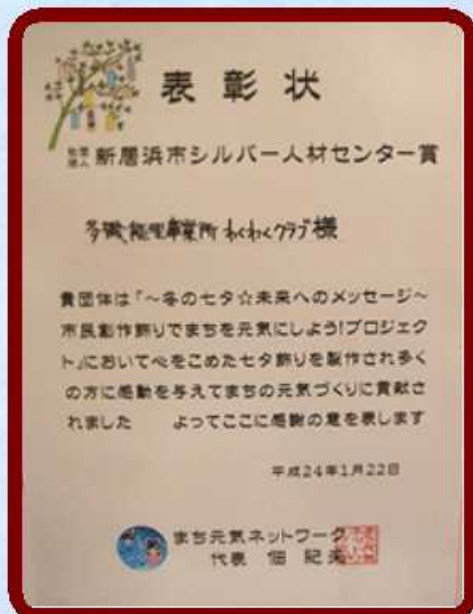 表彰状
社団法人 新居浜市シルバー人材センター賞
多機能型事業所 わくわくクラブ 様
貴団体は「～冬の七夕☆未来へのメッセージ～
市民創作飾りでまちを元気にしよう!プロジェク
ト」において心をこめた七夕飾りを製作され多く
の方に感動を与えてまちの元気づくりに貢献さ
れました　よってここに感謝の意を表します
平成24年1月22日
まち元気ネットワーク
代表 佃 紀